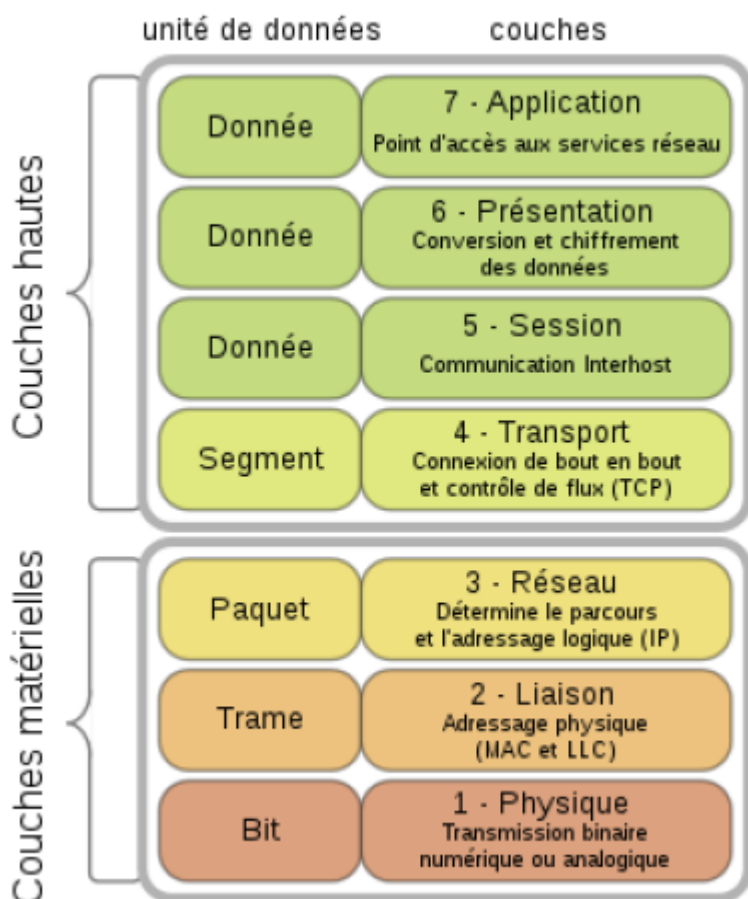 unité de données couches
Couches hautes
Donnée
7 - Application
Point d'accès aux services réseau
Donnée
6 - Présentation
Conversion et chiffrement
des données
Donnée
5 - Session
Communication Interhost
Segment
4 - Transport
Connexion de bout en bout
et contrôle de flux (TCP)
Couches matérielles
Paquet
3 - Réseau
Détermine le parcours
et l'adressage logique (IP)
Trame
2 - Liaison
Adressage physique
(MAC et LLC)
Bit
1 - Physique
Transmission binaire
numérique ou analogique